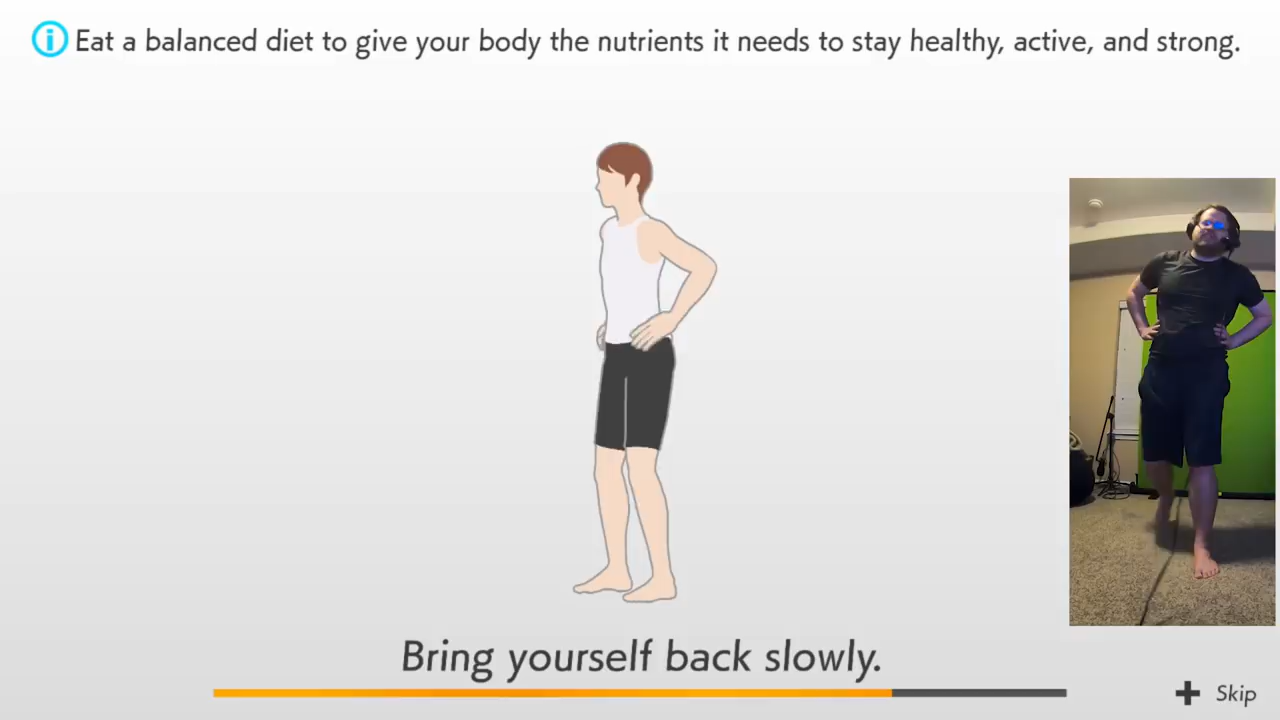 Eat a balanced diet to give your body the nutrients it needs to stay healthy, active, and strong.
Bring yourself back slowly.
Skip